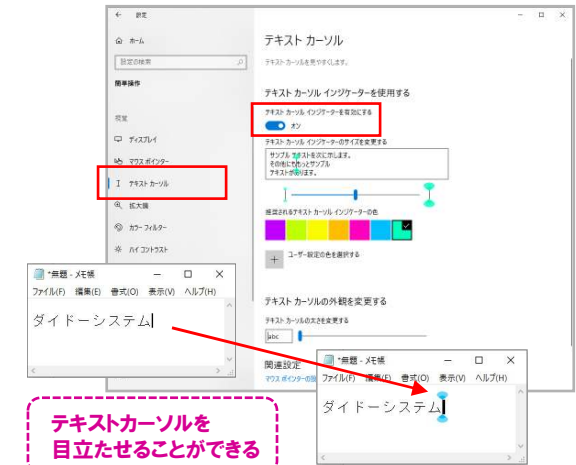 設定
ホーム
設定の検索
簡単操作
視覚
ディスプレイ
マウス ポインター
テキスト カーソル
拡大鏡
カラー フィルター
ハイ コントラスト
テキスト カーソル
テキスト カーソルを見やすくします。
テキスト カーソル インジケーターを使用する
テキスト カーソル インジケーターを有効にする
オン
テキスト カーソル インジケーターのサイズを変更する
サンプル テキストを次に示します。
その他にもっとサンプル
テキストがあります。
推奨されるテキスト カーソル インジケーターの色
ユーザー設定の色を選択する
テキスト カーソルの外観を変更する
テキスト カーソルの太さを変更する
abc
関連設定
マウス ポインターの
*無題 - メモ帳
ファイル(F) 編集(E) 書式(O) 表示(V) ヘルプ(H)
ダイドーシステム
*無題 - メモ帳
ファイル(F) 編集(E) 書式(O) 表示(V) ヘルプ(H)
ダイドーシステム
テキストカーソルを
目立たせることができる